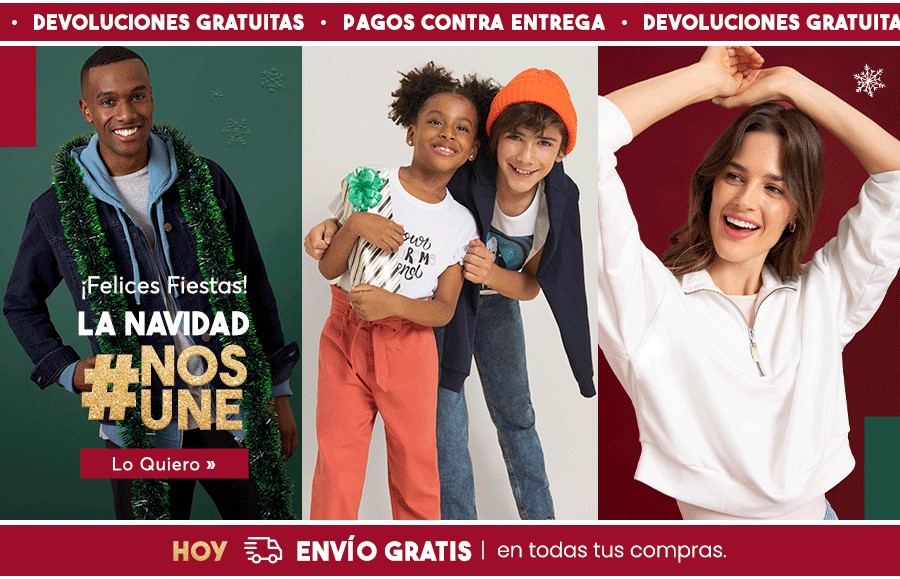 • DEVOLUCIONES GRATUITAS • PAGOS CONTRA ENTREGA • DEVOLUCIONES GRATUITA
¡Felices Fiestas!
LA NAVIDAD
#NOS
UNE
Lo Quiero »
HOY ENVÍO GRATIS | en todas tus compras.